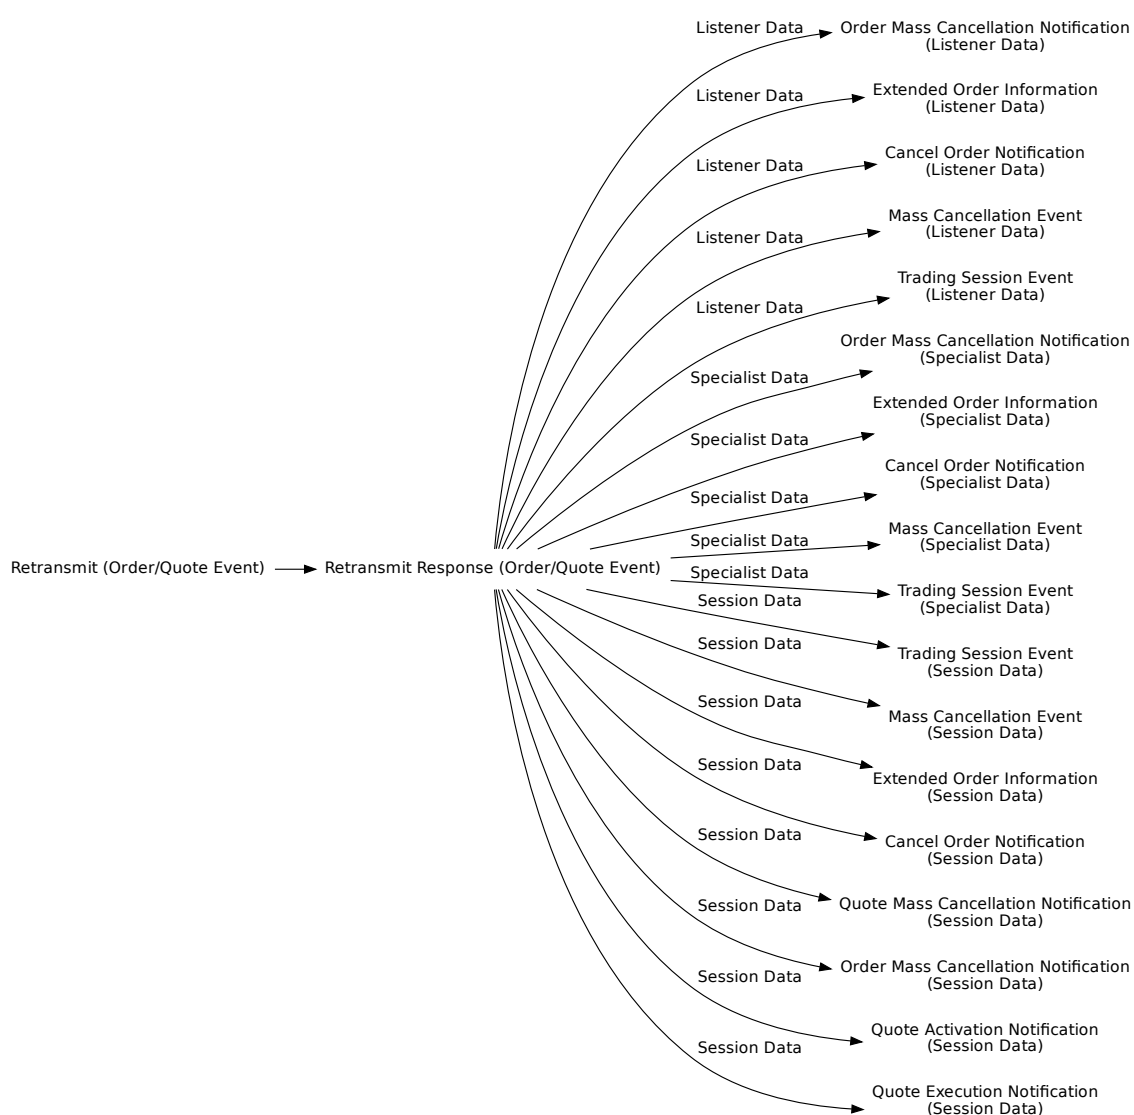 Listener Data
Order Mass Cancellation Notification
(Listener Data)
Listener Data
Extended Order Information
(Listener Data)
Listener Data
Cancel Order Notification
(Listener Data)
Listener Data
Mass Cancellation Event
(Listener Data)
Listener Data
Trading Session Event
(Listener Data)
Specialist Data
Order Mass Cancellation Notification
(Specialist Data)
Specialist Data
Extended Order Information
(Specialist Data)
Specialist Data
Cancel Order Notification
(Specialist Data)
Specialist Data
Mass Cancellation Event
(Specialist Data)
Retransmit (Order/Quote Event)
Retransmit Response (Order/Quote Event)
Specialist Data
Trading Session Event
(Specialist Data)
Session Data
Trading Session Event
(Session Data)
Session Data
Mass Cancellation Event
(Session Data)
Session Data
Extended Order Information
(Session Data)
Session Data
Cancel Order Notification
(Session Data)
Session Data
Quote Mass Cancellation Notification
(Session Data)
Session Data
Order Mass Cancellation Notification
(Session Data)
Session Data
Quote Activation Notification
(Session Data)
Session Data
Quote Execution Notification
(Session Data)